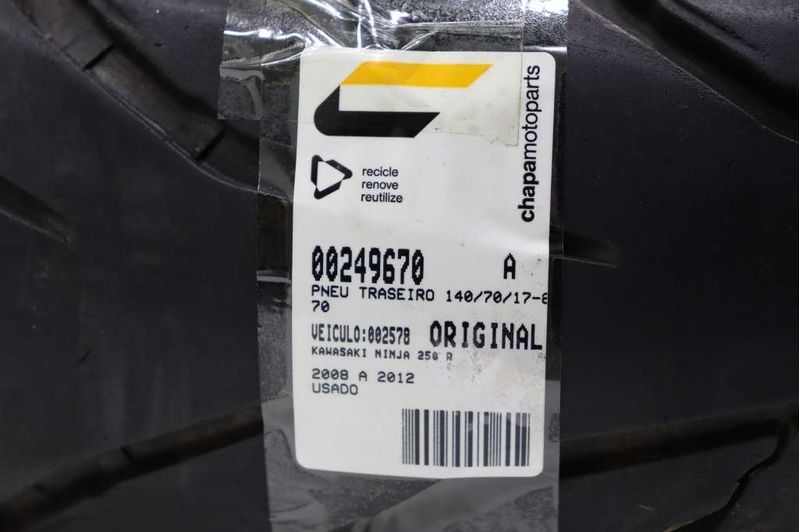 chapamotoparts
recicle
renove
reutilize
00249670 A
PNEU TRASEIRO 140/70/17-6
70
VEICULO:002578 ORIGINAL
KAWASAKI NINJA 250 R
2008 A 2012
USADO